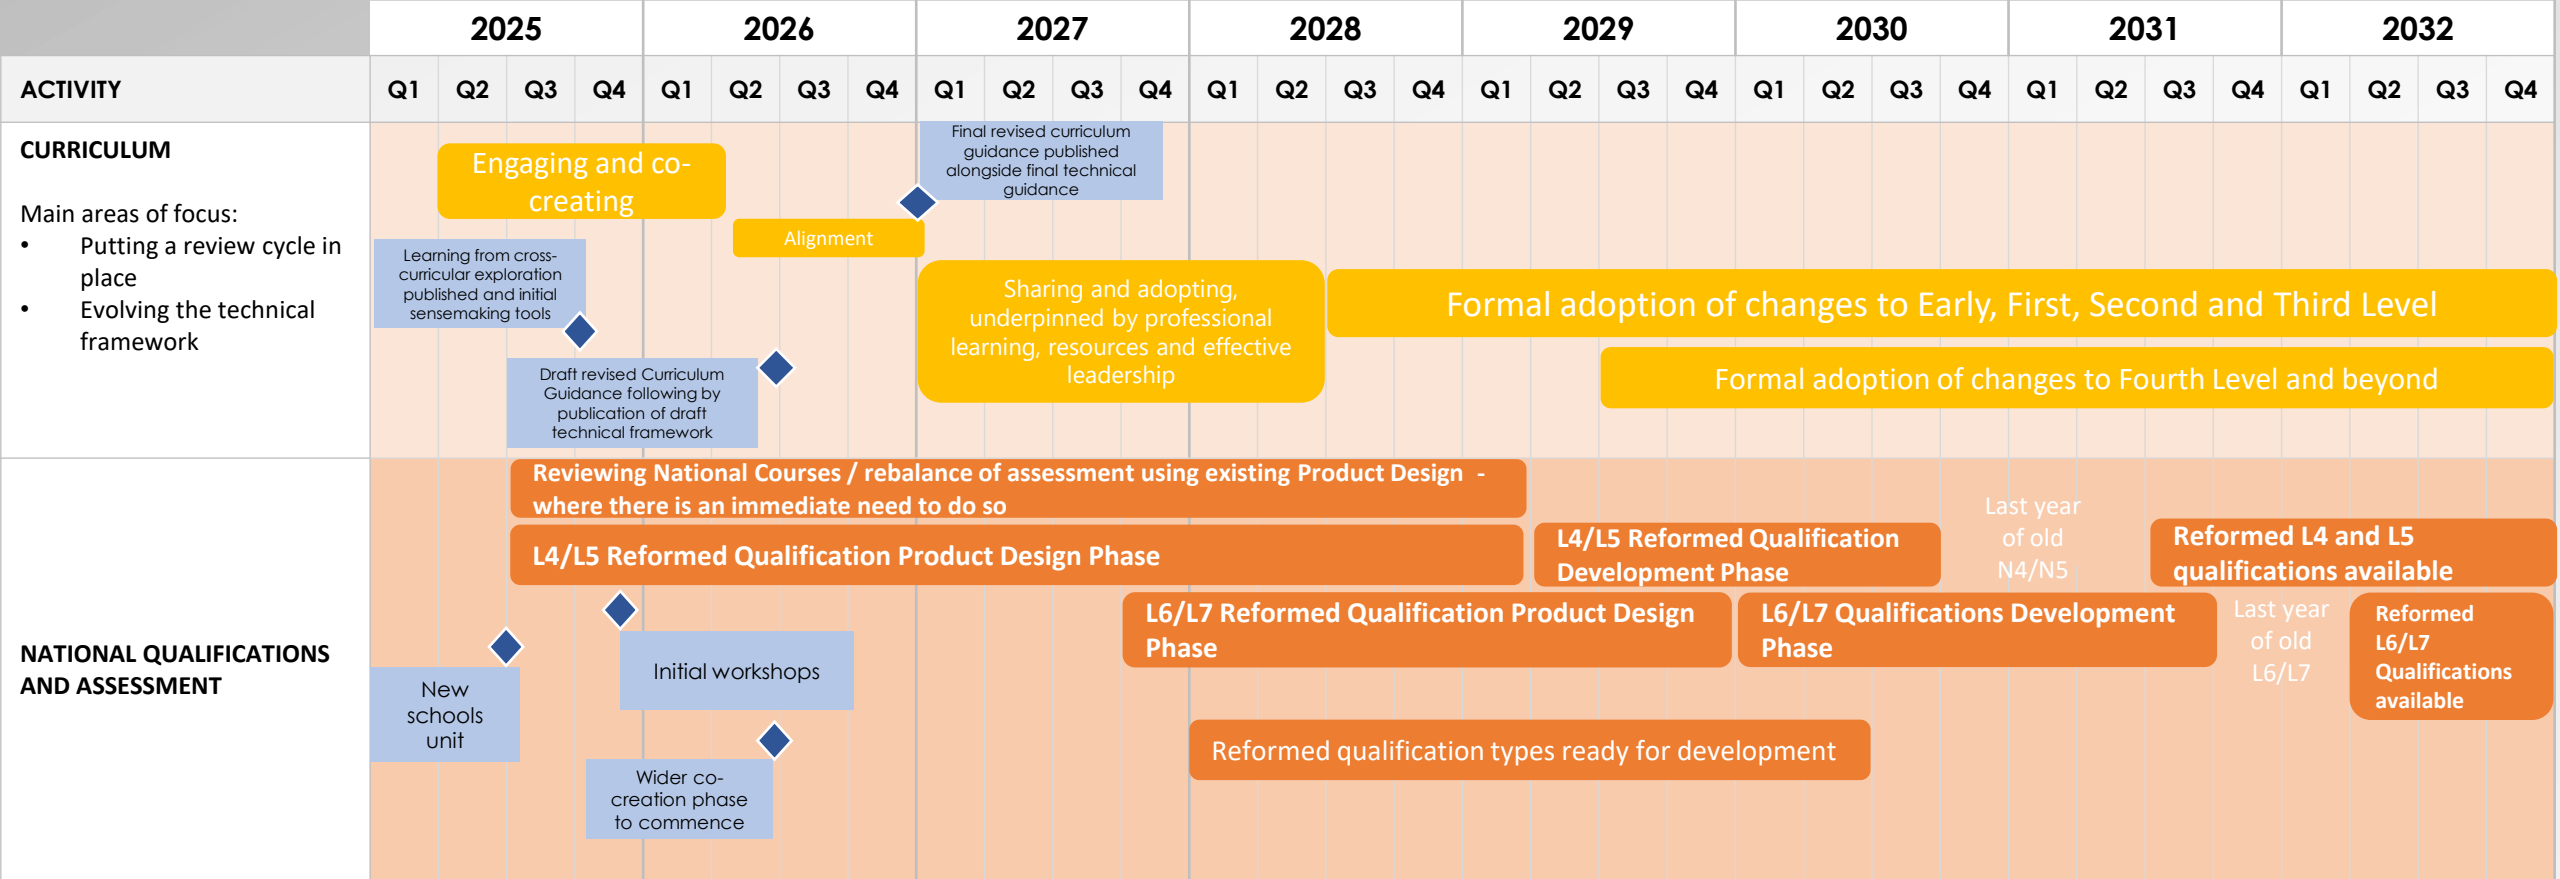 2025 2026 2027 2028 2029 2030 2031 2032
ACTIVITY Q1 Q2 Q3 Q4 Q1 Q2 Q3 Q4 Q1 Q2 Q3 Q4 Q1 Q2 Q3 Q4 Q1 Q2 Q3 Q4 Q1 Q2 Q3 Q4 Q1 Q2 Q3 Q4 Q1 Q2 Q3 Q4
CURRICULUM
Main areas of focus:
• Putting a review cycle in
place
• Evolving the technical
framework
Engaging and co-
creating
Final revised curriculum
guidance published
alongside final technical
guidance
Alignment
Learning from cross-
curricular exploration
published and initial
sensemaking tools
Draft revised Curriculum
Guidance following by
publication of draft
technical framework
Sharing and adopting,
underpinned by professional
learning, resources and effective
leadership
Formal adoption of changes to Early, First, Second and Third Level
Formal adoption of changes to Fourth Level and beyond
NATIONAL QUALIFICATIONS
AND ASSESSMENT
Reviewing National Courses / rebalance of assessment using existing Product Design -
where there is an immediate need to do so
L4/L5 Reformed Qualification Product Design Phase
L4/L5 Reformed Qualification
Development Phase
Last year
of old
N4/N5
Reformed L4 and L5
qualifications available
L6/L7 Reformed Qualification Product Design
Phase
L6/L7 Qualifications Development
Phase
Last year
of old
L6/L7
Reformed
L6/L7
Qualifications
available
New
schools
unit
Initial workshops
Wider co-
creation phase
to commence
Reformed qualification types ready for development